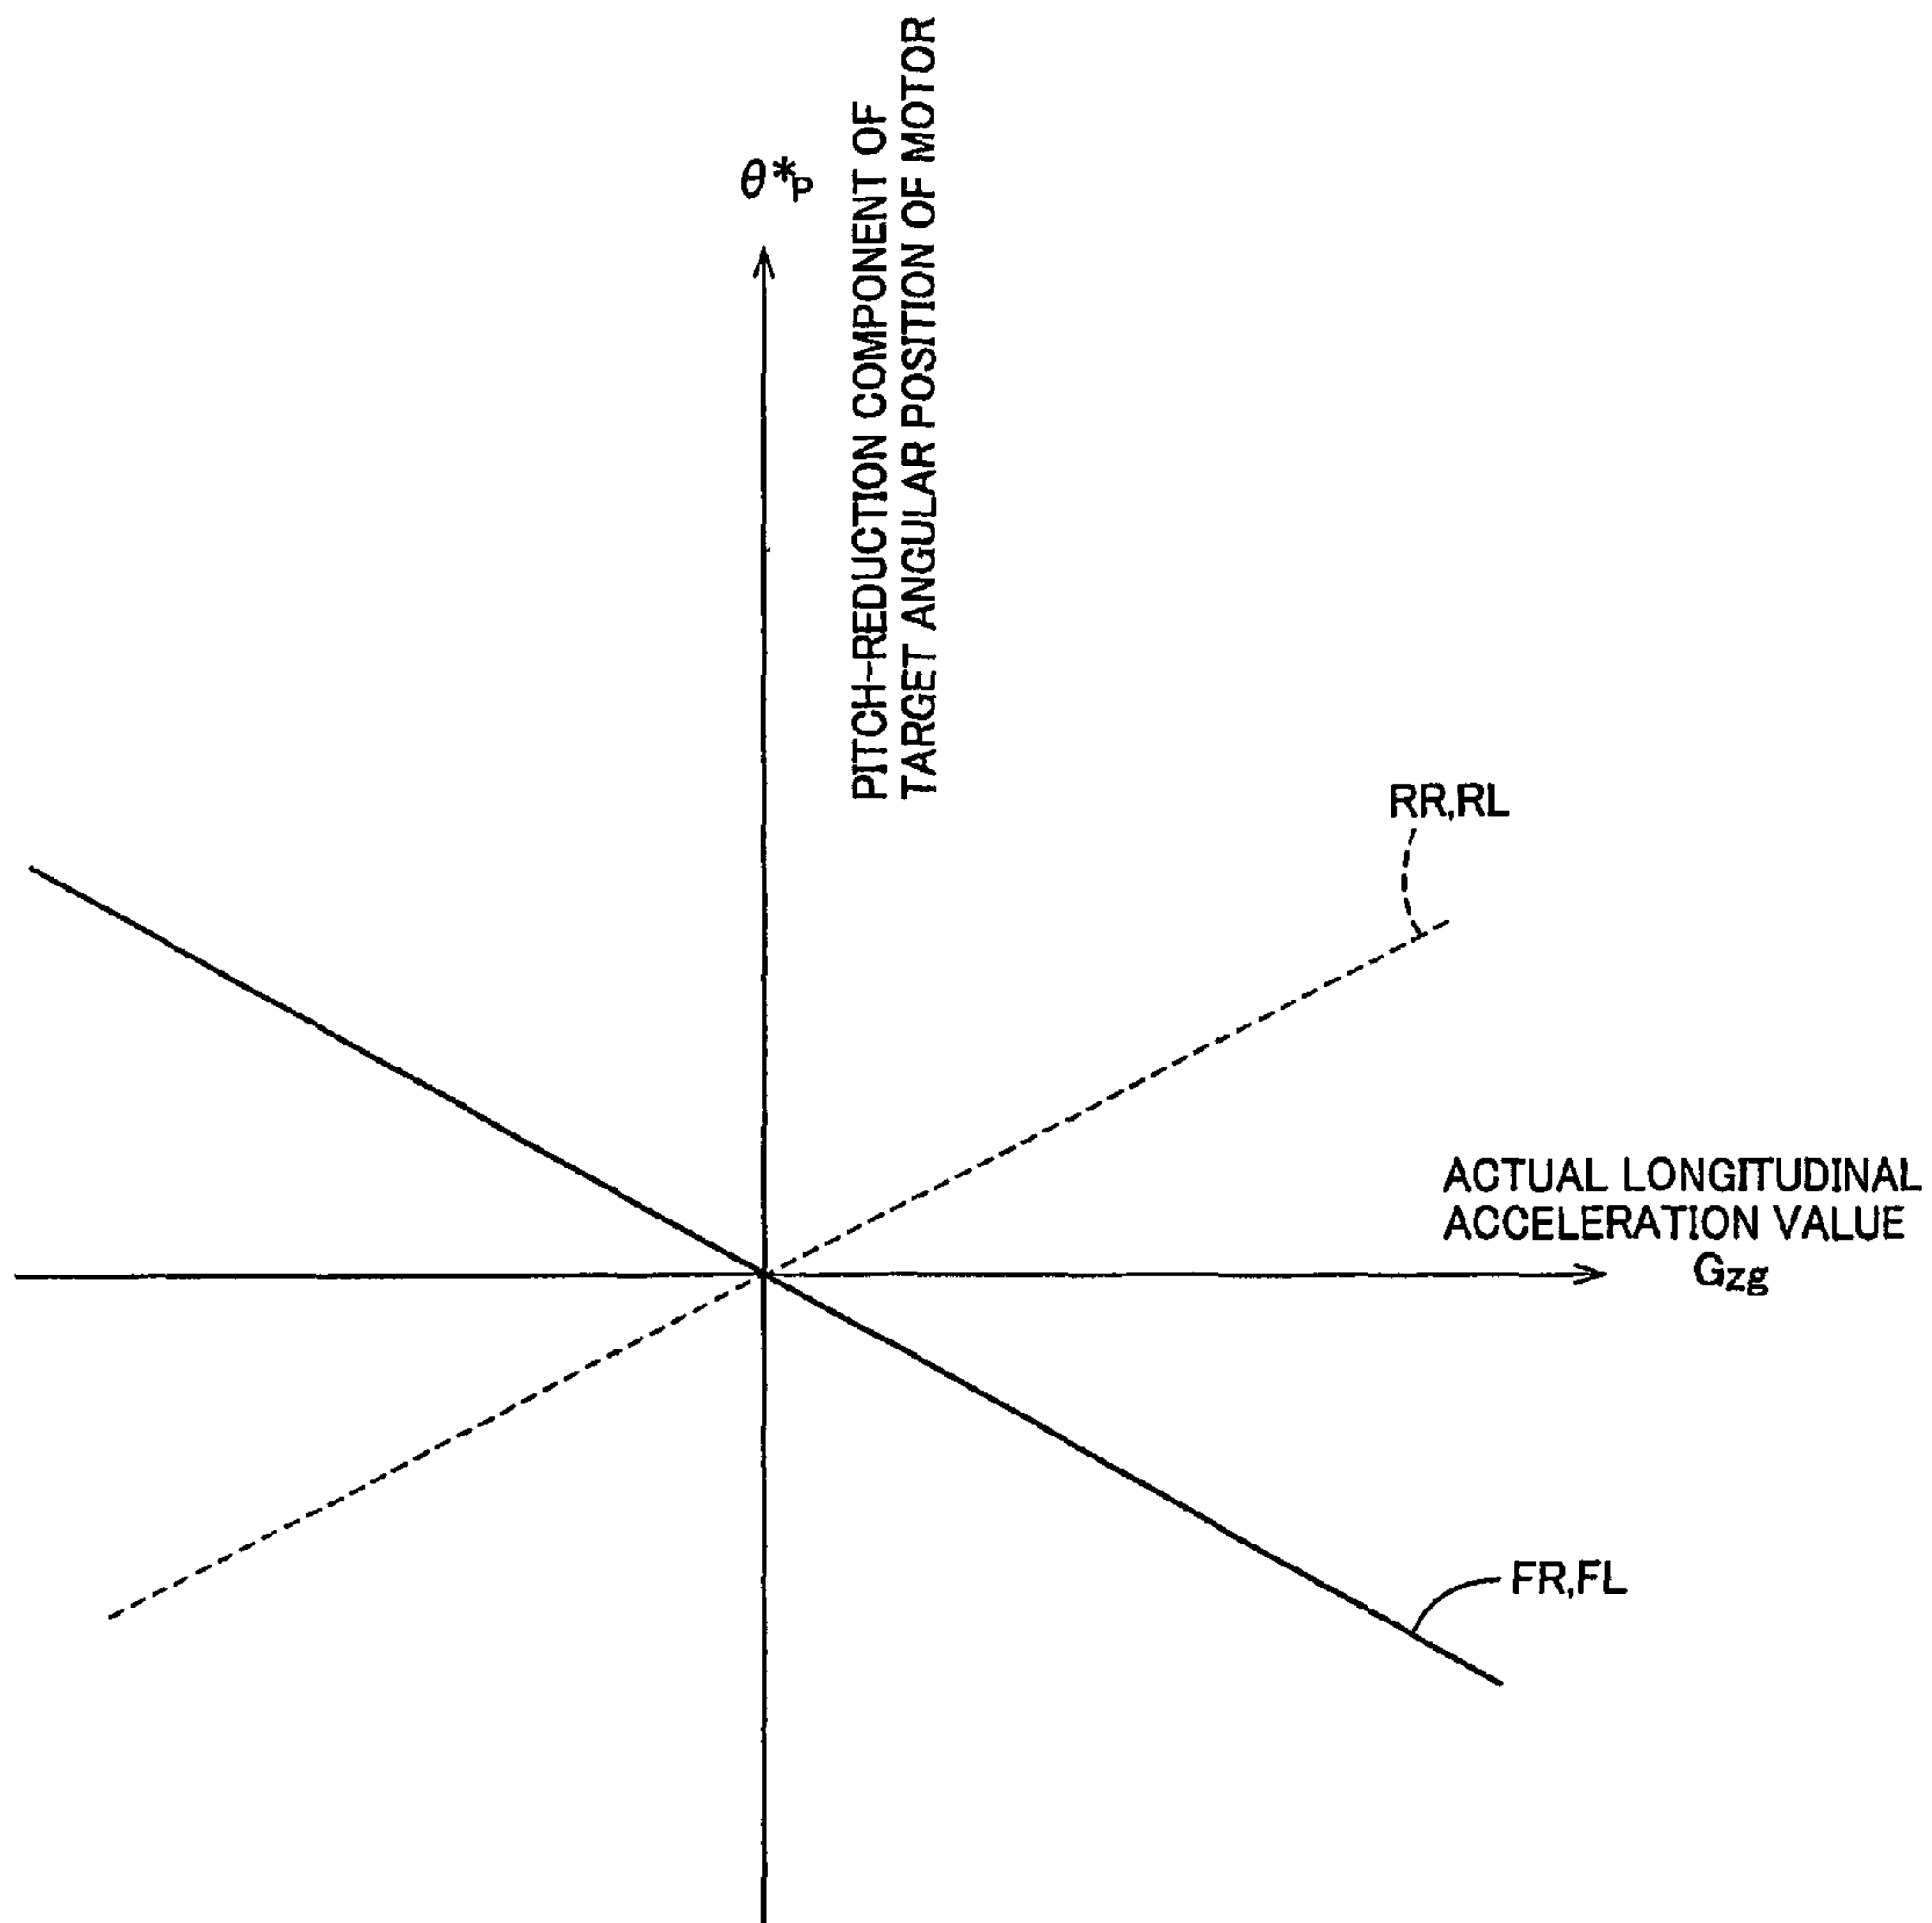 θ*P
PITCH-REDUCTION COMPONENT OF
TARGET ANGULAR POSITION OF MOTOR
RR,RL
ACTUAL LONGITUDINAL
ACCELERATION VALUE
Gzg
FR,FL